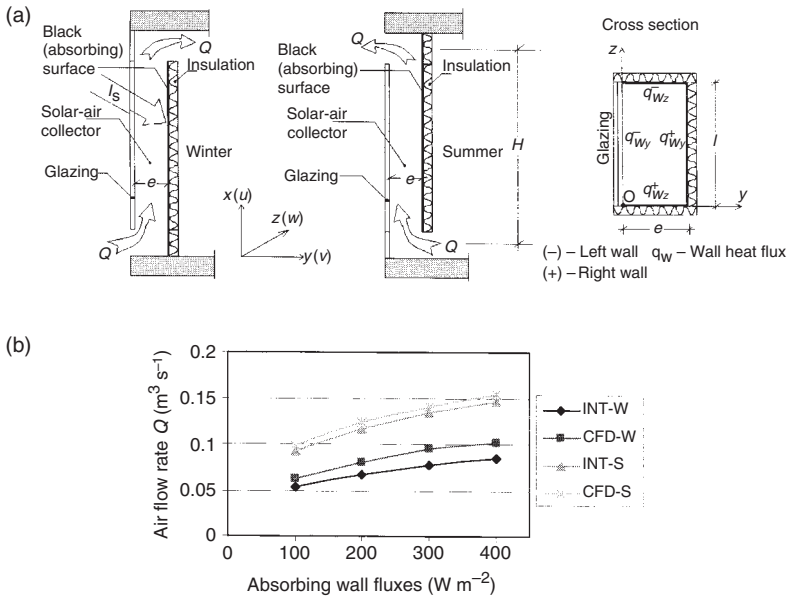 (a)
Black
(absorbing)
surface
Q
Insulation
I_s
Solar-air
collector
Winter
e
Glazing
Q
x(u)
z(w)
y(v)
Q
Black
(absorbing)
surface
Insulation
Solar-air
collector
Summer
H
Glazing
e
Q
Cross section
z
q⁻Wz
Glazing
q⁻Wy
q⁺Wy
l
q⁺Wz
O
y
e
(−) – Left wall q_W – Wall heat flux
(+) – Right wall
(b)
Air flow rate Q (m³ s⁻¹)
0.2
0.15
0.1
0.05
0
0
100
200
300
400
Absorbing wall fluxes (W m⁻²)
INT-W
CFD-W
INT-S
CFD-S